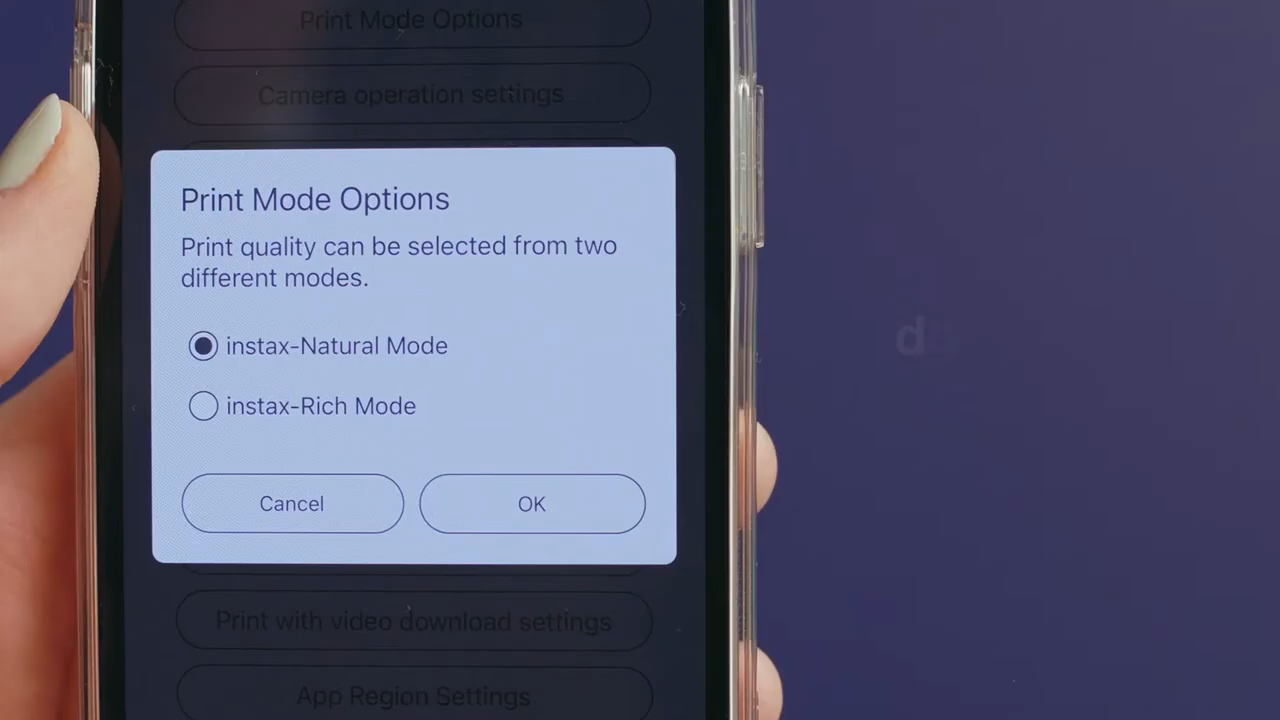 Print Mode Options
Camera operation settings
Print Mode Options
Print quality can be selected from two
different modes.
instax-Natural Mode
instax-Rich Mode
Cancel
OK
Print with video download settings
App Region Settings